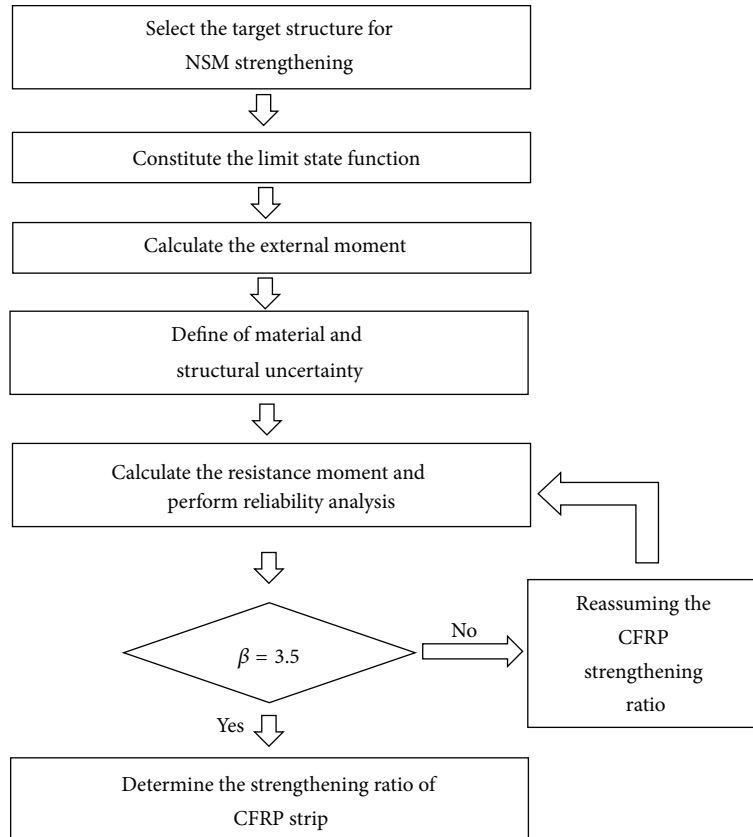 Select the target structure for
NSM strengthening
Constitute the limit state function
Calculate the external moment
Define of material and
structural uncertainty
Calculate the resistance moment and
perform reliability analysis
β = 3.5
No
Reassuming the
CFRP
strengthening
ratio
Yes
Determine the strengthening ratio of
CFRP strip